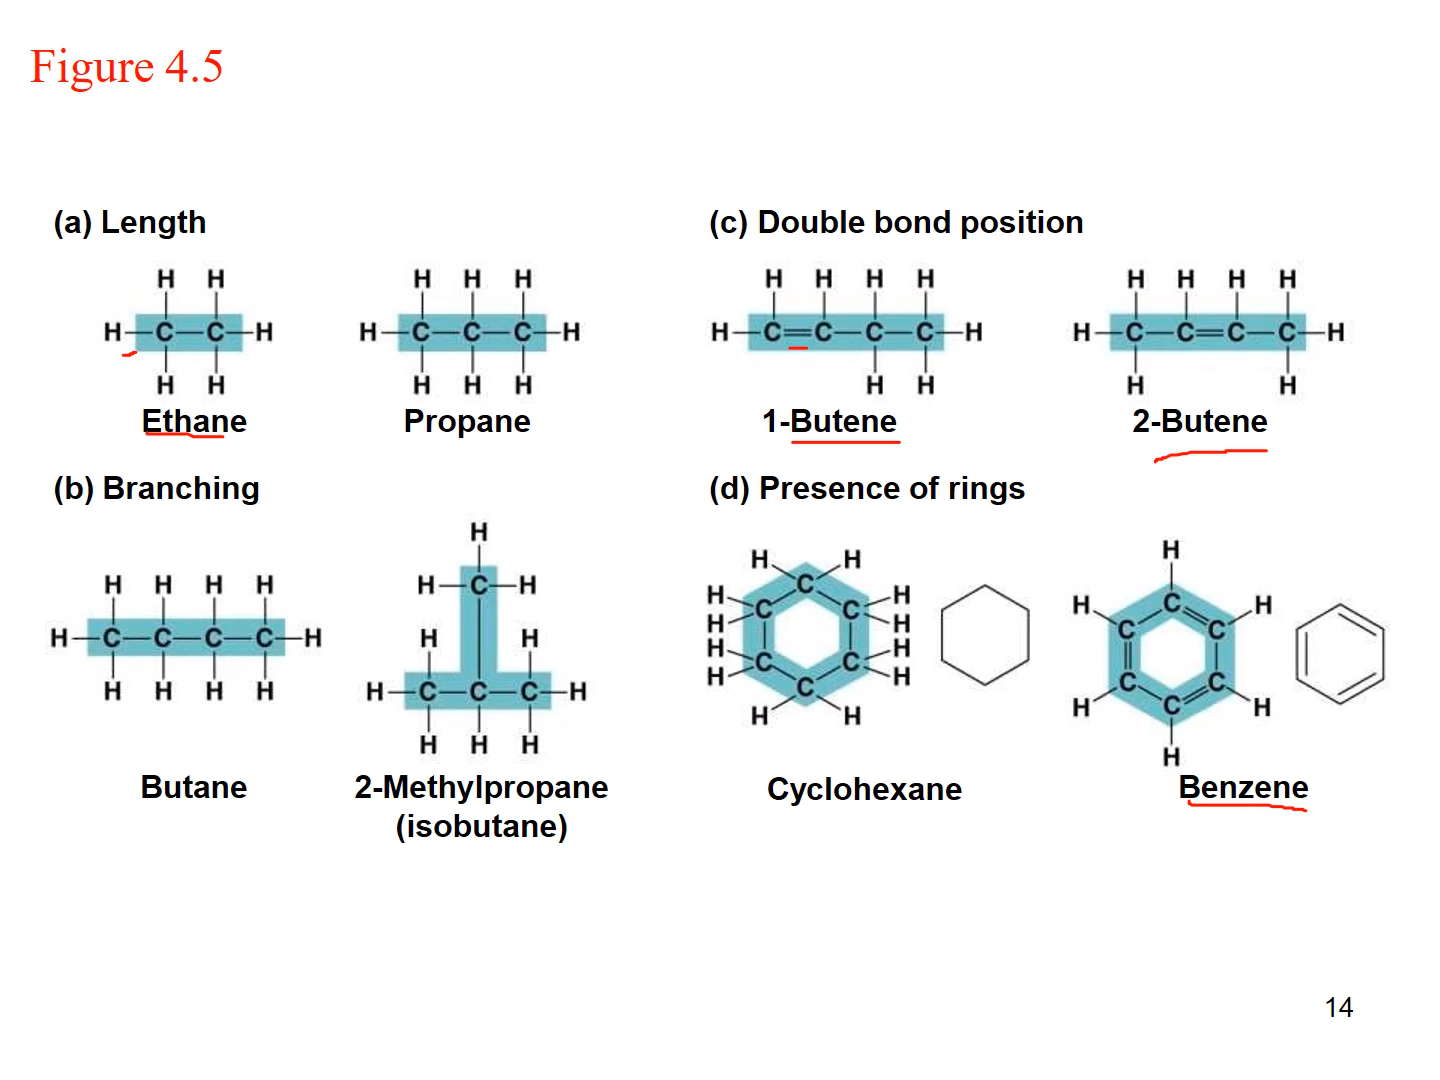 Figure 4.5
(a) Length
H H
H—C—C—H
H H
Ethane
H H H
H—C—C—C—H
H H H
Propane
(b) Branching
H H H H
H—C—C—C—C—H
H H H H
Butane
H
H—C—H
H H
H—C—C—C—H
H H H
2-Methylpropane
(isobutane)
(c) Double bond position
H H H H
H—C=C—C—C—H
H H
1-Butene
H H H H
H—C—C=C—C—H
H H
2-Butene
(d) Presence of rings
H H
C
H H
C C
H H
H H
C C
H H
C
H H
Cyclohexane
H
H C H
C C
C C
H C H
H
Benzene
14